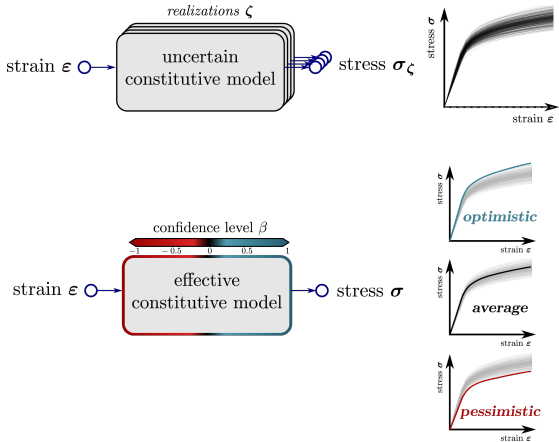 realizations ζ
uncertain
constitutive model
strain ε
stress σζ
stress σ
strain ε
confidence level β
−1 −0.5 0 0.5 1
effective
constitutive model
strain ε
stress σ
stress σ
optimistic
strain ε
stress σ
average
strain ε
stress σ
pessimistic
strain ε